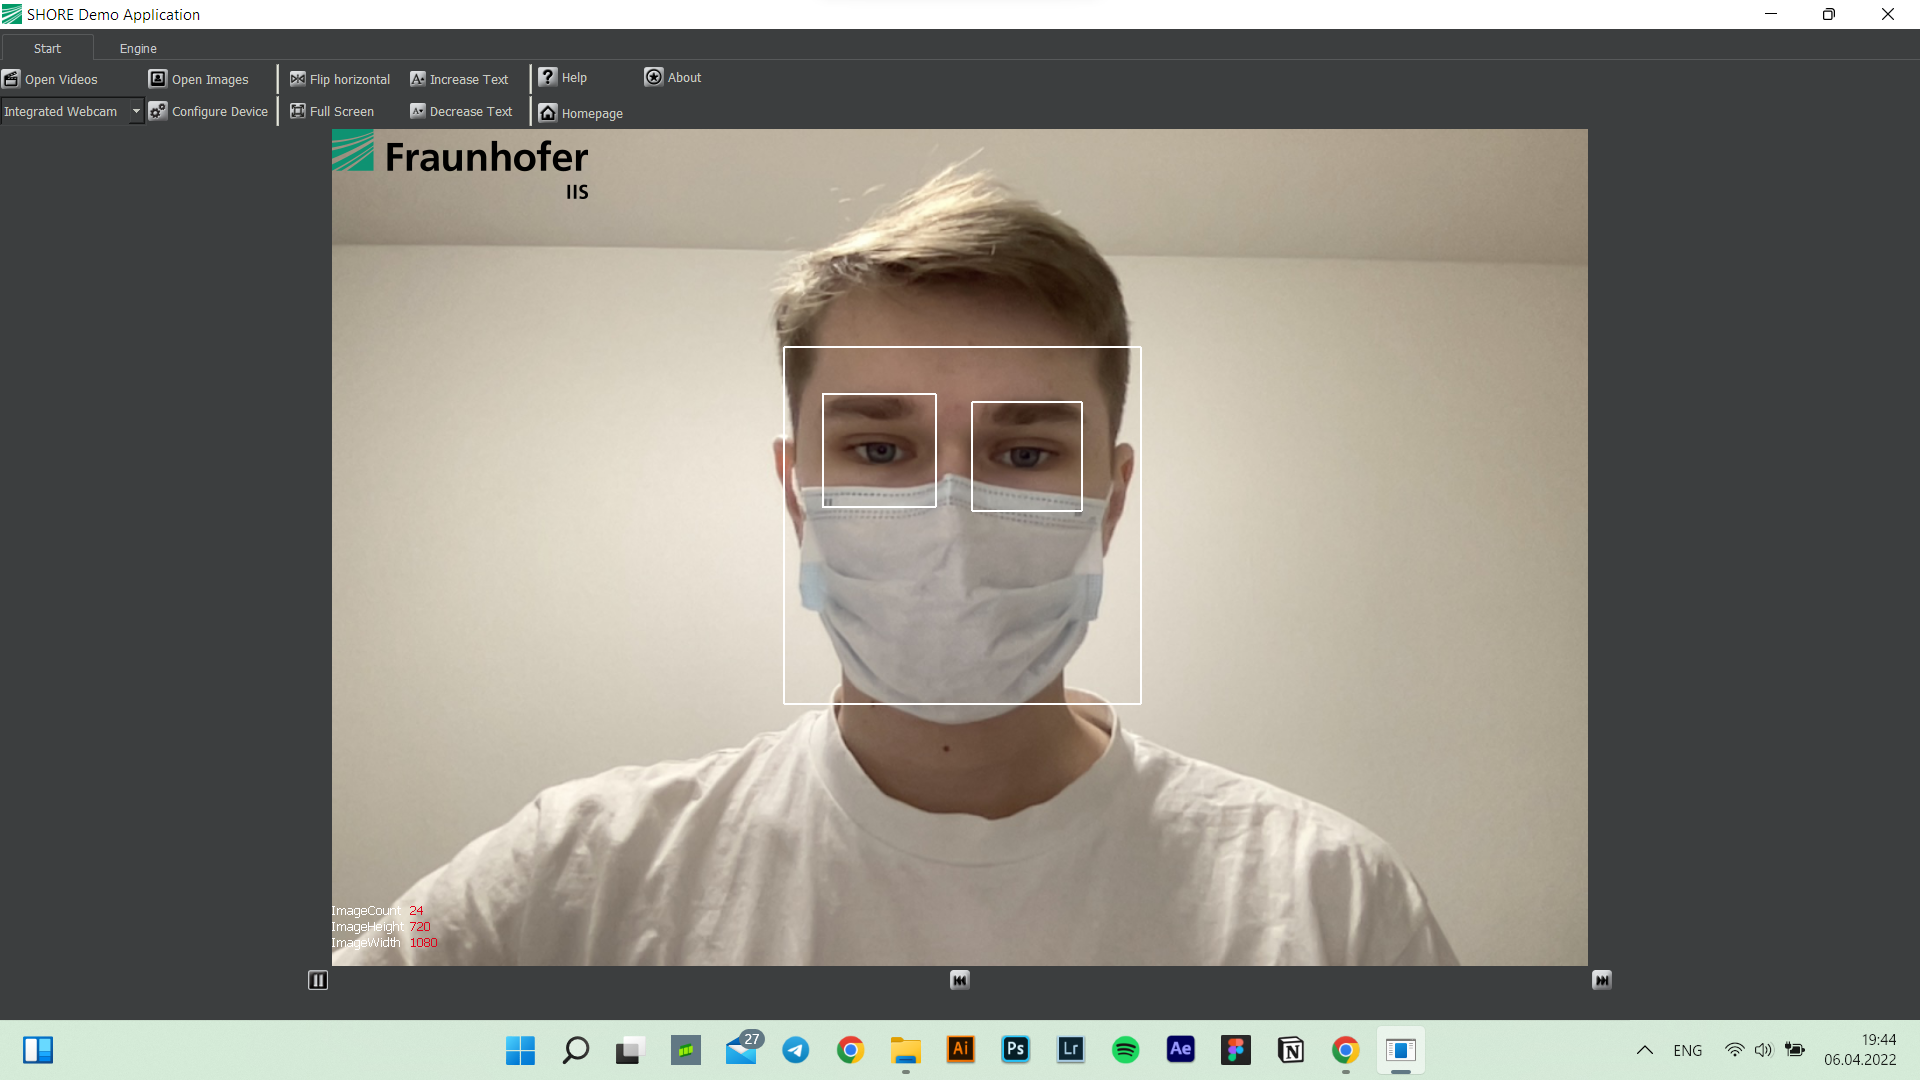 SHORE Demo Application
Start
Engine
Open Videos
Open Images
Flip horizontal
Increase Text
Help
About
Integrated Webcam
Configure Device
Full Screen
Decrease Text
Homepage
Fraunhofer
IIS
ImageCount 24
ImageHeight 720
ImageWidth 1080
27
Ai
Ps
Lr
Ae
N
ENG
19:44
06.04.2022